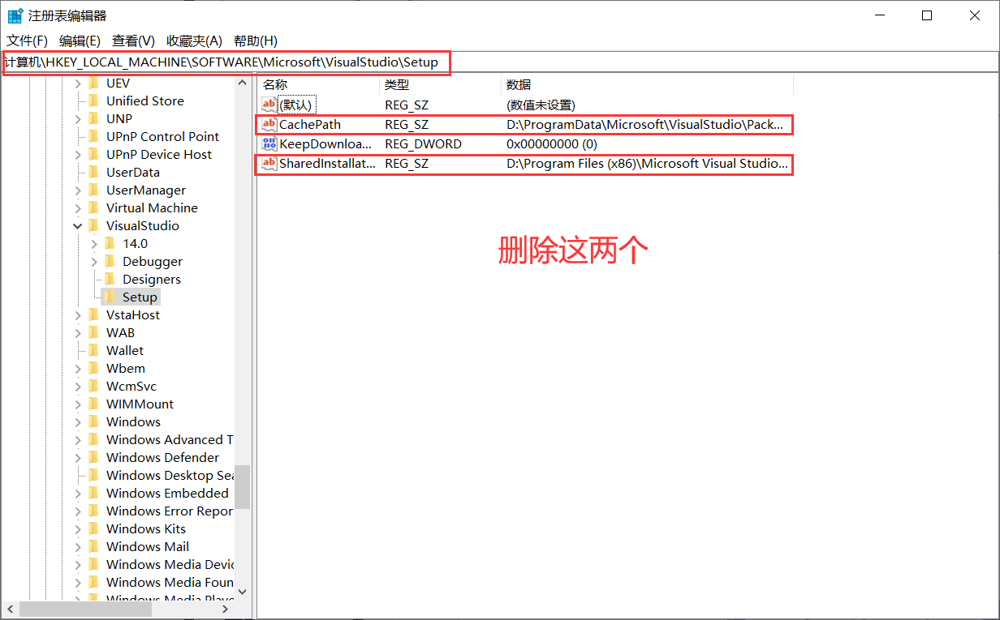 注册表编辑器
文件(F) 编辑(E) 查看(V) 收藏夹(A) 帮助(H)
计算机\HKEY_LOCAL_MACHINE\SOFTWARE\Microsoft\VisualStudio\Setup
UEV
Unified Store
UNP
UPnP Control Point
UPnP Device Host
UserData
UserManager
Virtual Machine
VisualStudio
14.0
Debugger
Designers
Setup
VstaHost
WAB
Wallet
Wbem
WcmSvc
WIMMount
Windows
Windows Advanced T
Windows Defender
Windows Desktop Sea
Windows Embedded
Windows Error Repor
Windows Kits
Windows Mail
Windows Media Devic
Windows Media Foun
Windows Media Playe
名称 类型 数据
(默认) REG_SZ (数值未设置)
CachePath REG_SZ D:\ProgramData\Microsoft\VisualStudio\Pack...
KeepDownloa... REG_DWORD 0x00000000 (0)
SharedInstallat... REG_SZ D:\Program Files (x86)\Microsoft Visual Studio...
删除这两个